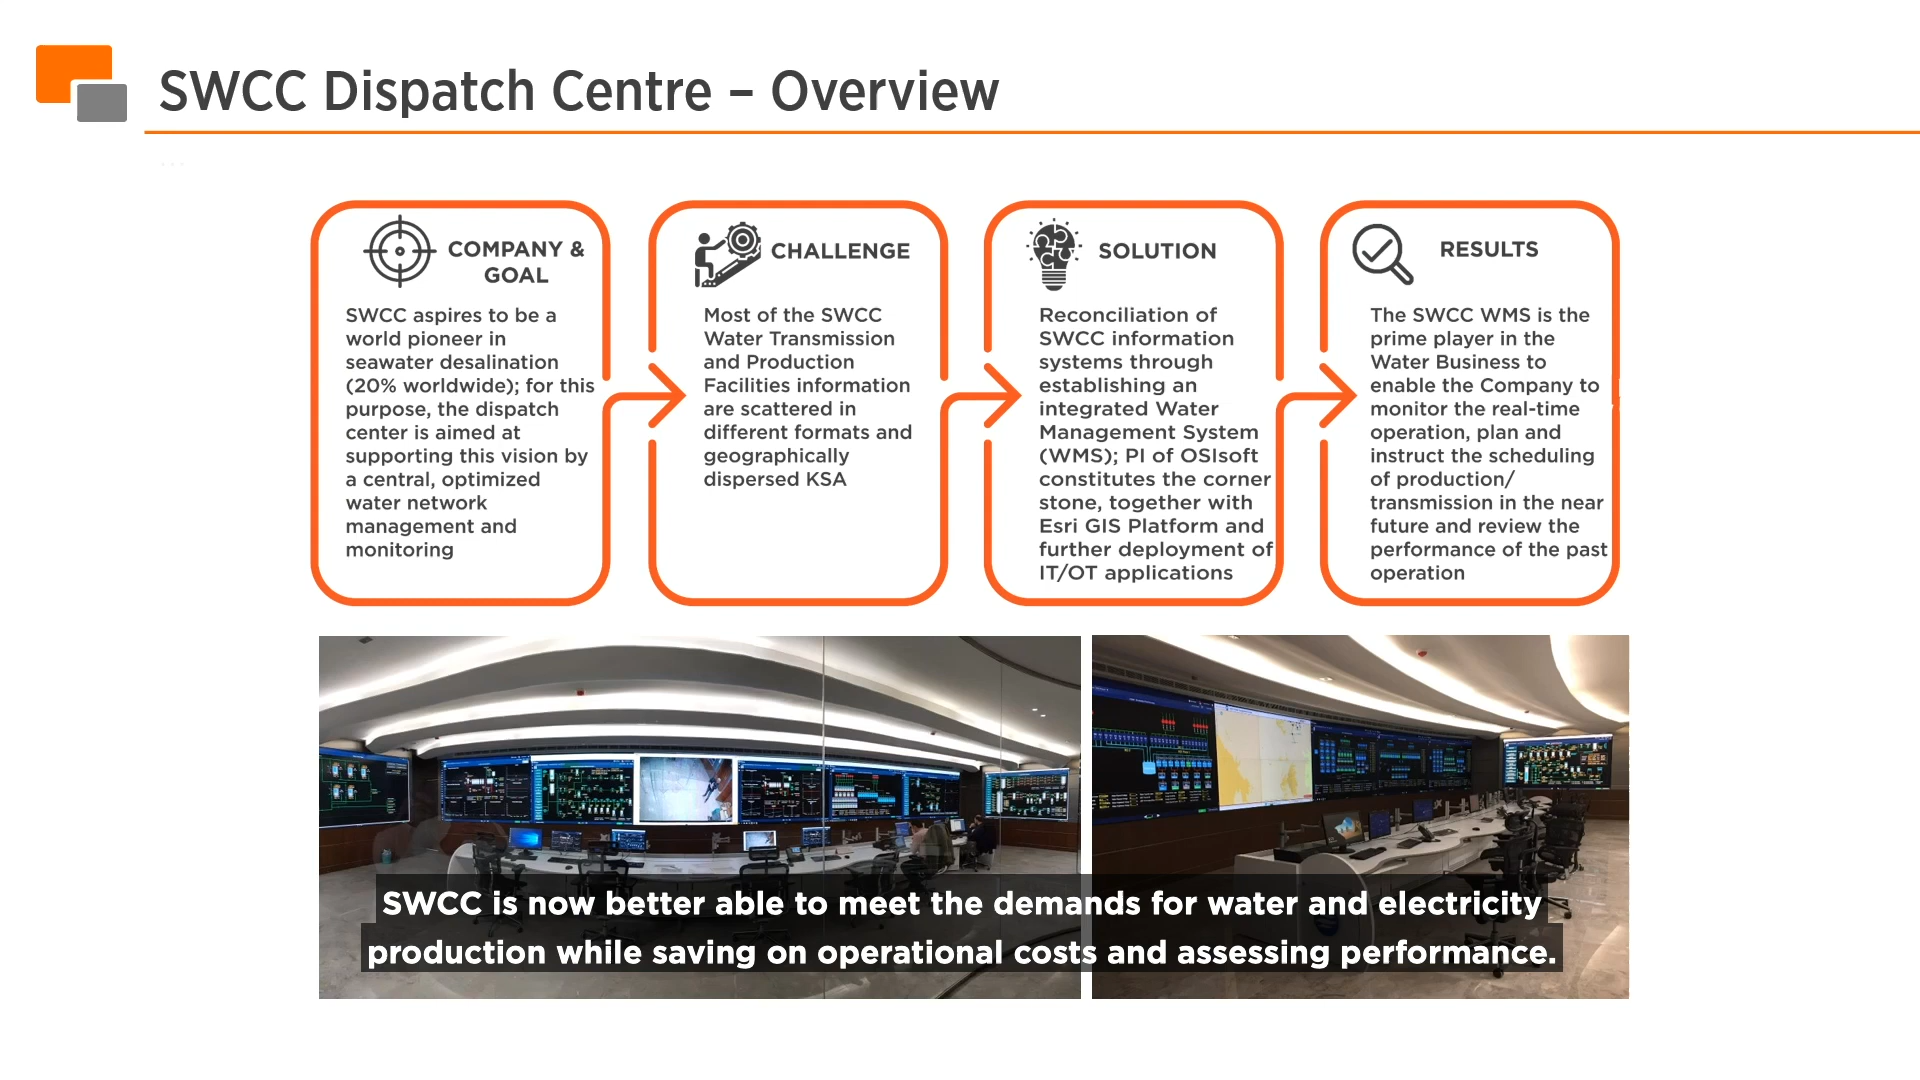 SWCC Dispatch Centre – Overview
...
COMPANY &
GOAL
SWCC aspires to be a
world pioneer in
seawater desalination
(20% worldwide); for this
purpose, the dispatch
center is aimed at
supporting this vision by
a central, optimized
water network
management and
monitoring
CHALLENGE
Most of the SWCC
Water Transmission
and Production
Facilities information
are scattered in
different formats and
geographically
dispersed KSA
SOLUTION
Reconciliation of
SWCC information
systems through
establishing an
integrated Water
Management System
(WMS); PI of OSIsoft
constitutes the corner
stone, together with
Esri GIS Platform and
further deployment of
IT/OT applications
RESULTS
The SWCC WMS is the
prime player in the
Water Business to
enable the Company to
monitor the real-time
operation, plan and
instruct the scheduling
of production/
transmission in the near
future and review the
performance of the past
operation
SWCC is now better able to meet the demands for water and electricity
production while saving on operational costs and assessing performance.